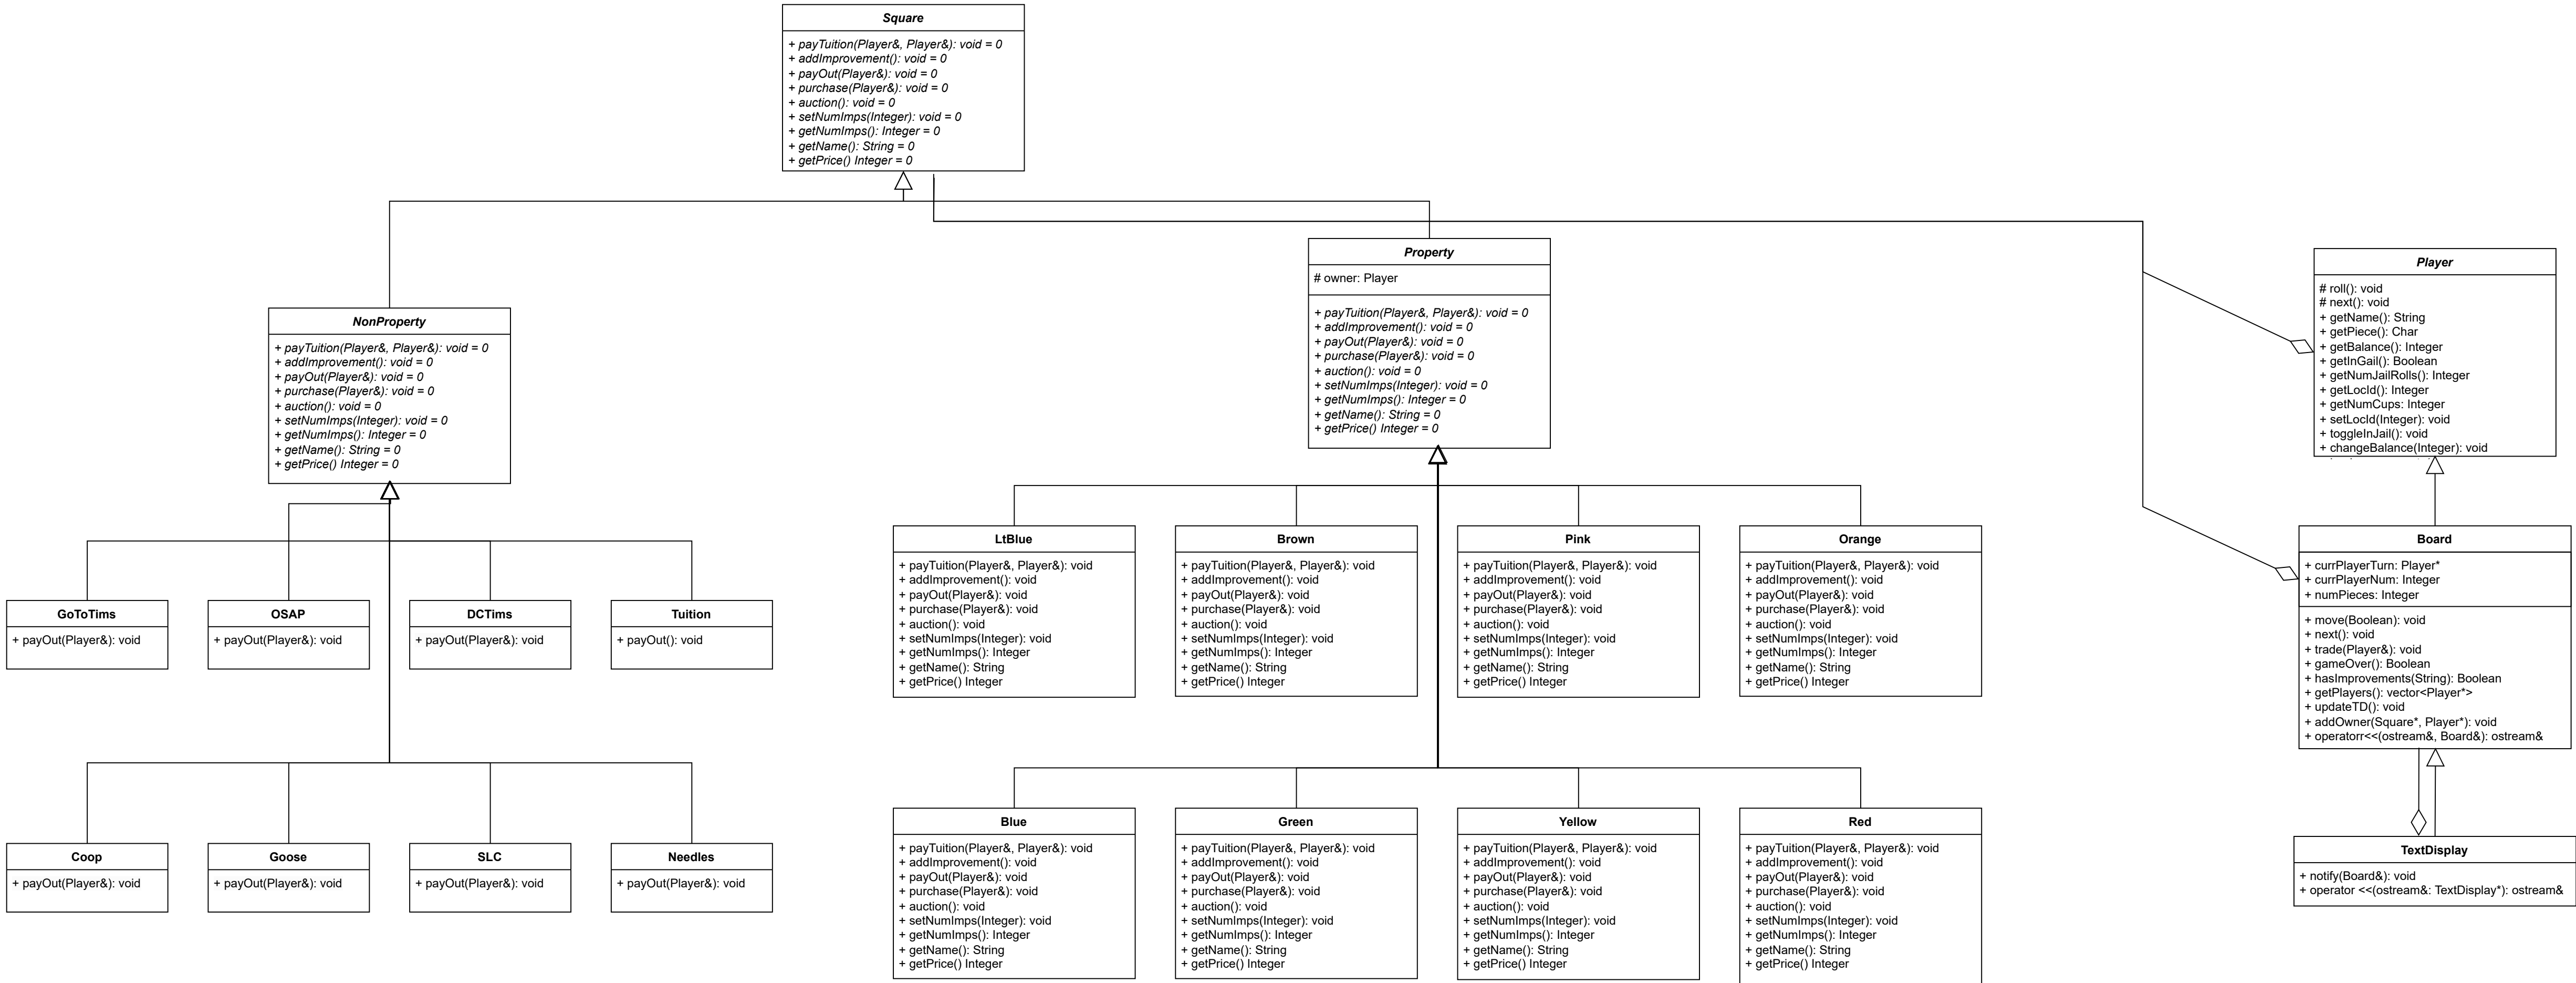 Square
+ payTuition(Player&, Player&): void = 0
+ addImprovement(): void = 0
+ payOut(Player&): void = 0
+ purchase(Player&): void = 0
+ auction(): void = 0
+ setNumImps(Integer): void = 0
+ getNumImps(): Integer = 0
+ getName(): String = 0
+ getPrice() Integer = 0
NonProperty
+ payTuition(Player&, Player&): void = 0
+ addImprovement(): void = 0
+ payOut(Player&): void = 0
+ purchase(Player&): void = 0
+ auction(): void = 0
+ setNumImps(Integer): void = 0
+ getNumImps(): Integer = 0
+ getName(): String = 0
+ getPrice() Integer = 0
Property
# owner: Player
+ payTuition(Player&, Player&): void = 0
+ addImprovement(): void = 0
+ payOut(Player&): void = 0
+ purchase(Player&): void = 0
+ auction(): void = 0
+ setNumImps(Integer): void = 0
+ getNumImps(): Integer = 0
+ getName(): String = 0
+ getPrice() Integer = 0
Player
# roll(): void
# next(): void
+ getName(): String
+ getPiece(): Char
+ getBalance(): Integer
+ getInGail(): Boolean
+ getNumJailRolls(): Integer
+ getLocId(): Integer
+ getNumCups: Integer
+ setLocId(Integer): void
+ toggleInJail(): void
+ changeBalance(Integer): void
GoToTims
+ payOut(Player&): void
OSAP
+ payOut(Player&): void
DCTims
+ payOut(Player&): void
Tuition
+ payOut(): void
LtBlue
+ payTuition(Player&, Player&): void
+ addImprovement(): void
+ payOut(Player&): void
+ purchase(Player&): void
+ auction(): void
+ setNumImps(Integer): void
+ getNumImps(): Integer
+ getName(): String
+ getPrice() Integer
Brown
+ payTuition(Player&, Player&): void
+ addImprovement(): void
+ payOut(Player&): void
+ purchase(Player&): void
+ auction(): void
+ setNumImps(Integer): void
+ getNumImps(): Integer
+ getName(): String
+ getPrice() Integer
Pink
+ payTuition(Player&, Player&): void
+ addImprovement(): void
+ payOut(Player&): void
+ purchase(Player&): void
+ auction(): void
+ setNumImps(Integer): void
+ getNumImps(): Integer
+ getName(): String
+ getPrice() Integer
Orange
+ payTuition(Player&, Player&): void
+ addImprovement(): void
+ payOut(Player&): void
+ purchase(Player&): void
+ auction(): void
+ setNumImps(Integer): void
+ getNumImps(): Integer
+ getName(): String
+ getPrice() Integer
Board
+ currPlayerTurn: Player*
+ currPlayerNum: Integer
+ numPieces: Integer
+ move(Boolean): void
+ next(): void
+ trade(Player&): void
+ gameOver(): Boolean
+ hasImprovements(String): Boolean
+ getPlayers(): vector<Player*>
+ updateTD(): void
+ addOwner(Square*, Player*): void
+ operatorr<<(ostream&, Board&): ostream&
Coop
+ payOut(Player&): void
Goose
+ payOut(Player&): void
SLC
+ payOut(Player&): void
Needles
+ payOut(Player&): void
Blue
+ payTuition(Player&, Player&): void
+ addImprovement(): void
+ payOut(Player&): void
+ purchase(Player&): void
+ auction(): void
+ setNumImps(Integer): void
+ getNumImps(): Integer
+ getName(): String
+ getPrice() Integer
Green
+ payTuition(Player&, Player&): void
+ addImprovement(): void
+ payOut(Player&): void
+ purchase(Player&): void
+ auction(): void
+ setNumImps(Integer): void
+ getNumImps(): Integer
+ getName(): String
+ getPrice() Integer
Yellow
+ payTuition(Player&, Player&): void
+ addImprovement(): void
+ payOut(Player&): void
+ purchase(Player&): void
+ auction(): void
+ setNumImps(Integer): void
+ getNumImps(): Integer
+ getName(): String
+ getPrice() Integer
Red
+ payTuition(Player&, Player&): void
+ addImprovement(): void
+ payOut(Player&): void
+ purchase(Player&): void
+ auction(): void
+ setNumImps(Integer): void
+ getNumImps(): Integer
+ getName(): String
+ getPrice() Integer
TextDisplay
+ notify(Board&): void
+ operator <<(ostream&: TextDisplay*): ostream&